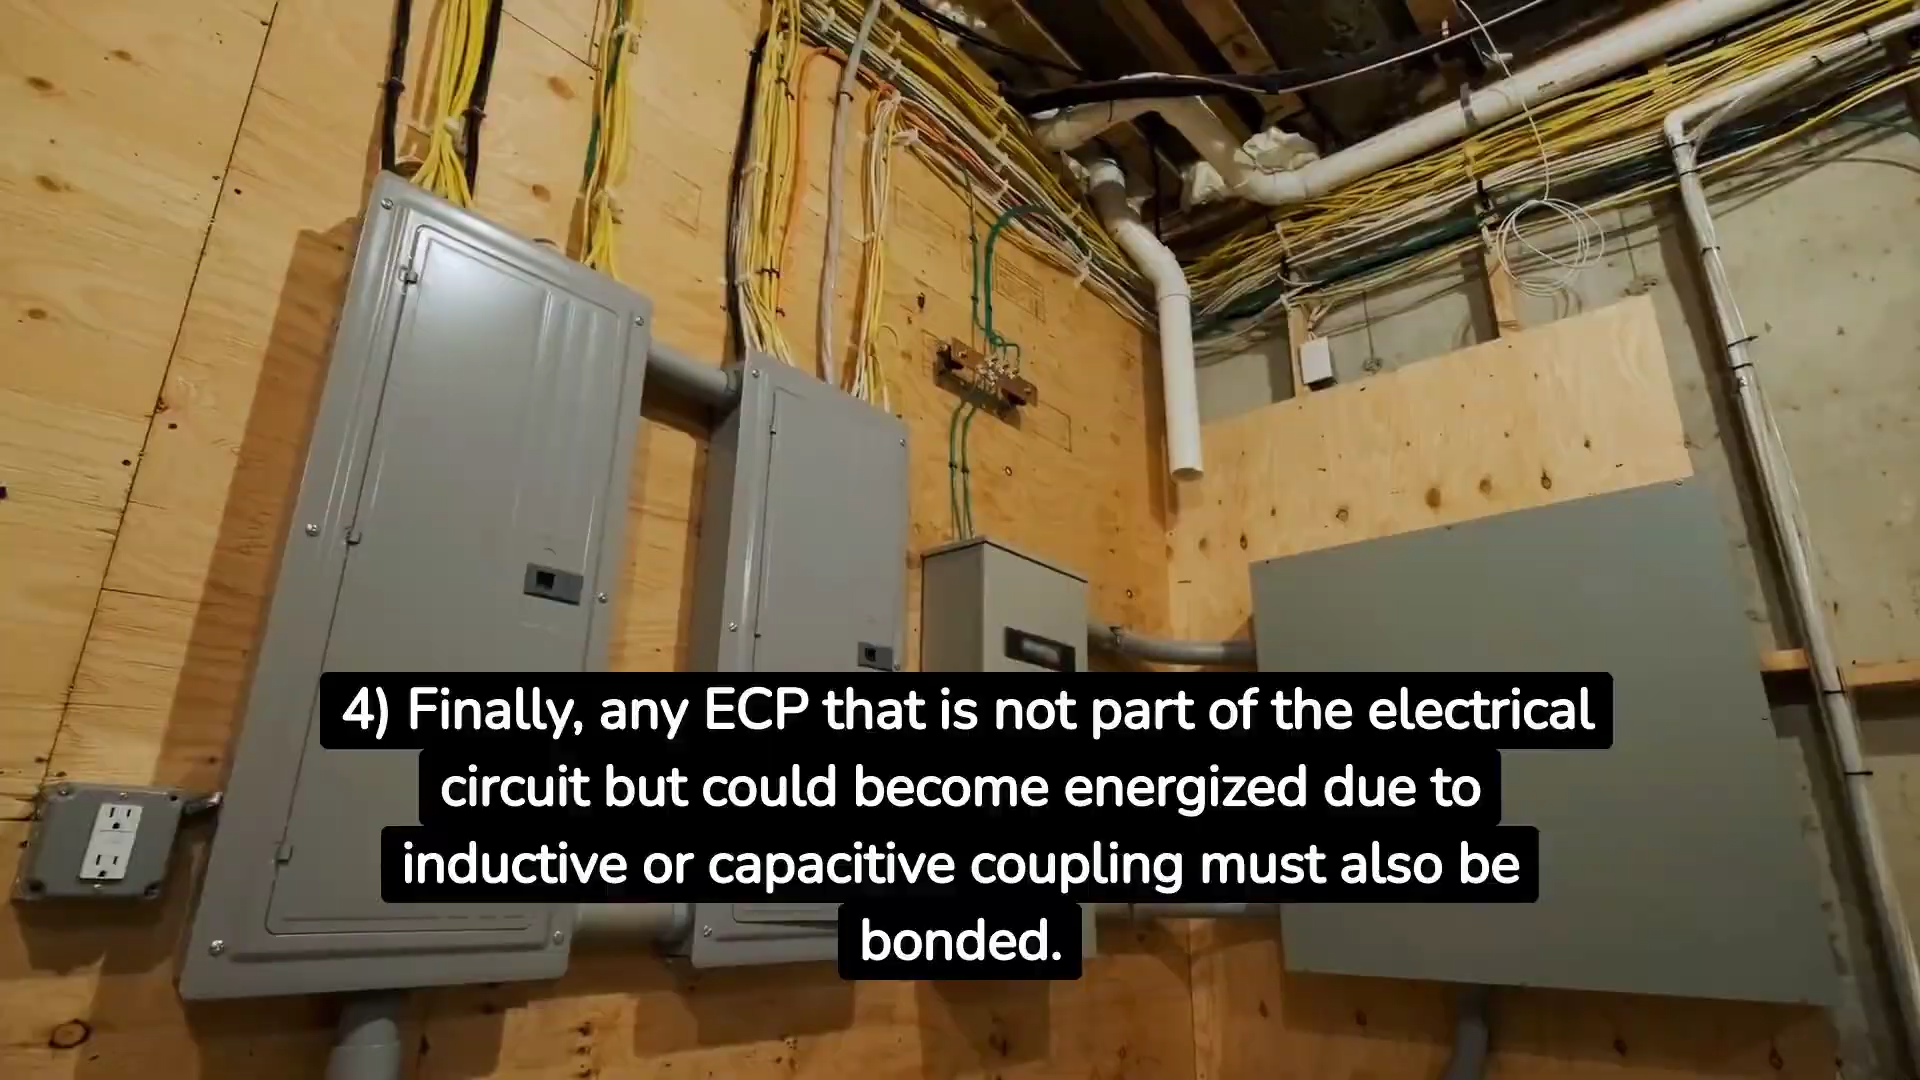 4) Finally, any ECP that is not part of the electrical
circuit but could become energized due to
inductive or capacitive coupling must also be
bonded.